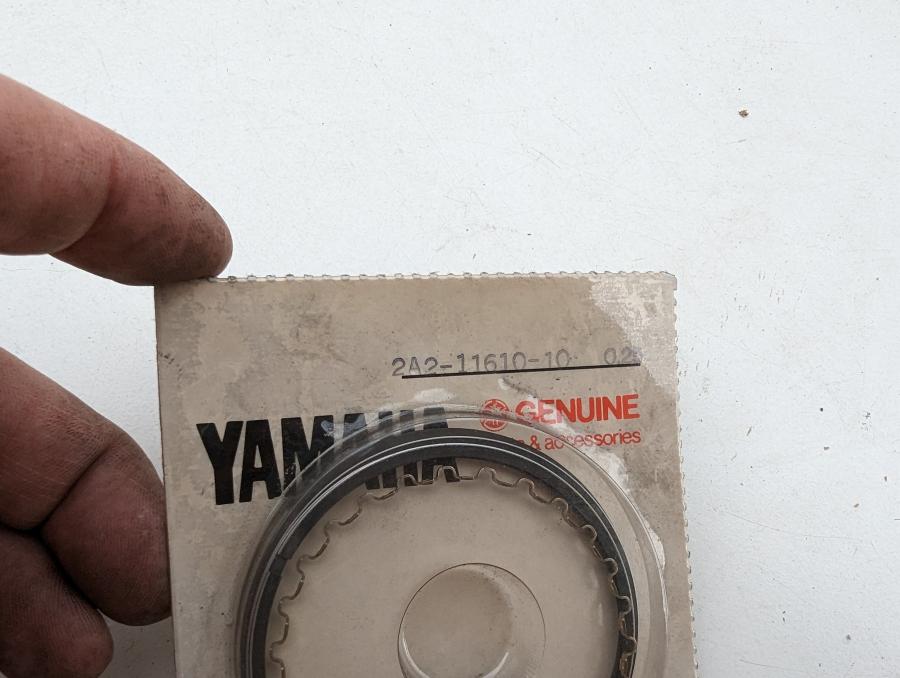 2A2-11610-10
YAMAHA
GENUINE
& accessories